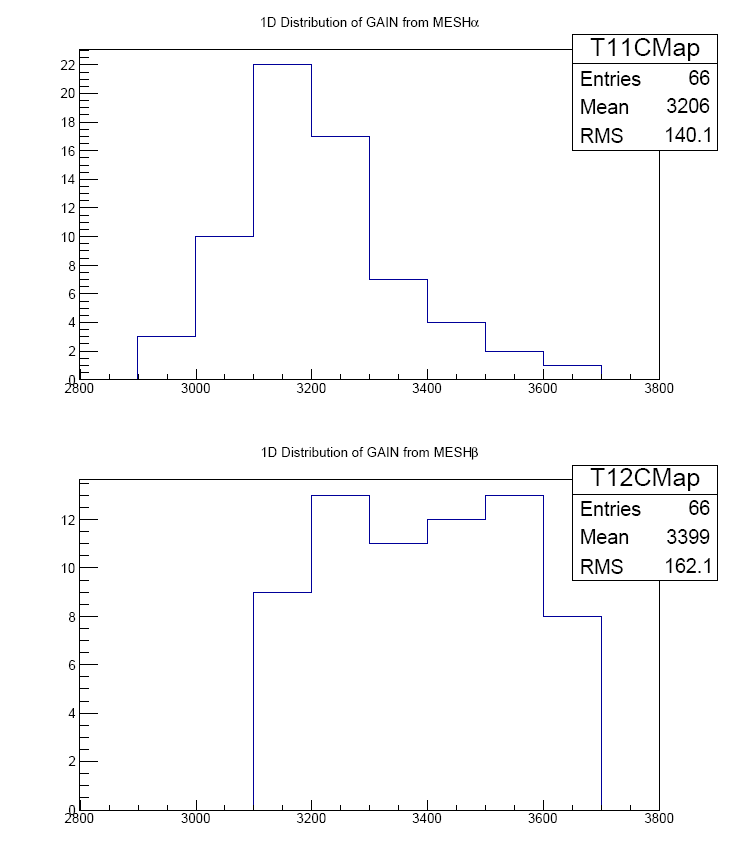 1D Distribution of GAIN from MESHα
T11CMap
Entries 66
Mean 3206
RMS 140.1
22
20
18
16
14
12
10
8
6
4
2
0
2800 3000 3200 3400 3600 3800
1D Distribution of GAIN from MESHβ
T12CMap
Entries 66
Mean 3399
RMS 162.1
12
10
8
6
4
2
0
2800 3000 3200 3400 3600 3800